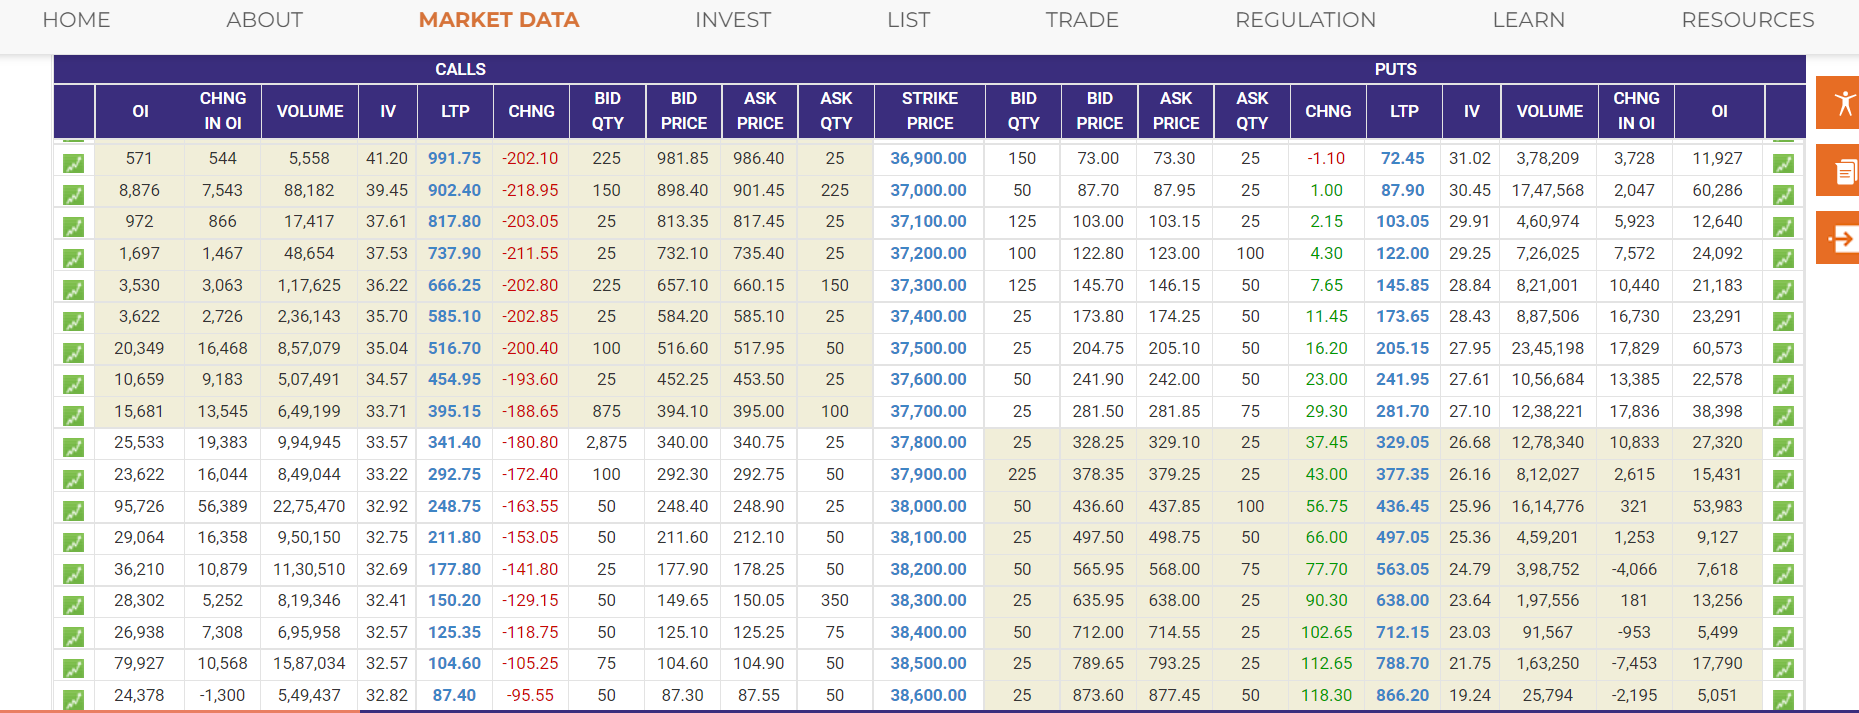 HOME ABOUT MARKET DATA INVEST LIST TRADE REGULATION LEARN RESOURCES
CALLS PUTS
OI CHNG IN OI VOLUME IV LTP CHNG BID QTY BID PRICE ASK PRICE ASK QTY STRIKE PRICE BID QTY BID PRICE ASK PRICE ASK QTY CHNG LTP IV VOLUME CHNG IN OI OI
571 544 5,558 41.20 991.75 -202.10 225 981.85 986.40 25 36,900.00 150 73.00 73.30 25 -1.10 72.45 31.02 3,78,209 3,728 11,927
8,876 7,543 88,182 39.45 902.40 -218.95 150 898.40 901.45 225 37,000.00 50 87.70 87.95 25 1.00 87.90 30.45 17,47,568 2,047 60,286
972 866 17,417 37.61 817.80 -203.05 25 813.35 817.45 25 37,100.00 125 103.00 103.15 25 2.15 103.05 29.91 4,60,974 5,923 12,640
1,697 1,467 48,654 37.53 737.90 -211.55 25 732.10 735.40 25 37,200.00 100 122.80 123.00 100 4.30 122.00 29.25 7,26,025 7,572 24,092
3,530 3,063 1,17,625 36.22 666.25 -202.80 225 657.10 660.15 150 37,300.00 125 145.70 146.15 50 7.65 145.85 28.84 8,21,001 10,440 21,183
3,622 2,726 2,36,143 35.70 585.10 -202.85 25 584.20 585.10 25 37,400.00 25 173.80 174.25 50 11.45 173.65 28.43 8,87,506 16,730 23,291
20,349 16,468 8,57,079 35.04 516.70 -200.40 100 516.60 517.95 50 37,500.00 25 204.75 205.10 50 16.20 205.15 27.95 23,45,198 17,829 60,573
10,659 9,183 5,07,491 34.57 454.95 -193.60 25 452.25 453.50 25 37,600.00 50 241.90 242.00 50 23.00 241.95 27.61 10,56,684 13,385 22,578
15,681 13,545 6,49,199 33.71 395.15 -188.65 875 394.10 395.00 100 37,700.00 25 281.50 281.85 75 29.30 281.70 27.10 12,38,221 17,836 38,398
25,533 19,383 9,94,945 33.57 341.40 -180.80 2,875 340.00 340.75 25 37,800.00 25 328.25 329.10 25 37.45 329.05 26.68 12,78,340 10,833 27,320
23,622 16,044 8,49,044 33.22 292.75 -172.40 100 292.30 292.75 50 37,900.00 225 378.35 379.25 25 43.00 377.35 26.16 8,12,027 2,615 15,431
95,726 56,389 22,75,470 32.92 248.75 -163.55 50 248.40 248.90 25 38,000.00 50 436.60 437.85 100 56.75 436.45 25.96 16,14,776 321 53,983
29,064 16,358 9,50,150 32.75 211.80 -153.05 50 211.60 212.10 50 38,100.00 25 497.50 498.75 50 66.00 497.05 25.36 4,59,201 1,253 9,127
36,210 10,879 11,30,510 32.69 177.80 -141.80 25 177.90 178.25 50 38,200.00 50 565.95 568.00 75 77.70 563.05 24.79 3,98,752 -4,066 7,618
28,302 5,252 8,19,346 32.41 150.20 -129.15 50 149.65 150.05 350 38,300.00 25 635.95 638.00 25 90.30 638.00 23.64 1,97,556 181 13,256
26,938 7,308 6,95,958 32.57 125.35 -118.75 50 125.10 125.25 75 38,400.00 50 712.00 714.55 25 102.65 712.15 23.03 91,567 -953 5,499
79,927 10,568 15,87,034 32.57 104.60 -105.25 75 104.60 104.90 50 38,500.00 25 789.65 793.25 25 112.65 788.70 21.75 1,63,250 -7,453 17,790
24,378 -1,300 5,49,437 32.82 87.40 -95.55 50 87.30 87.55 50 38,600.00 25 873.60 877.45 50 118.30 866.20 19.24 25,794 -2,195 5,051